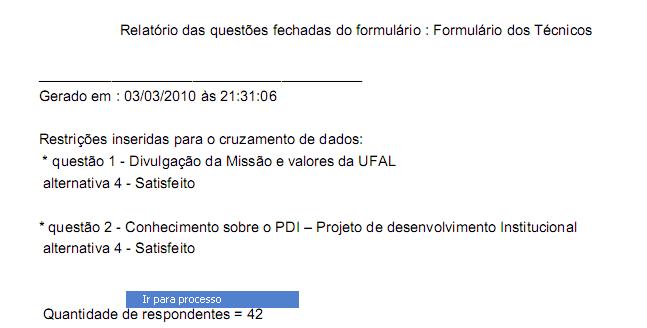 Relatório das questões fechadas do formulário : Formulário dos Técnicos
Gerado em : 03/03/2010 às 21:31:06
Restrições inseridas para o cruzamento de dados:
* questão 1 - Divulgação da Missão e valores da UFAL
alternativa 4 - Satisfeito
* questão 2 - Conhecimento sobre o PDI – Projeto de desenvolvimento Institucional
alternativa 4 - Satisfeito
Ir para processo
Quantidade de respondentes = 42